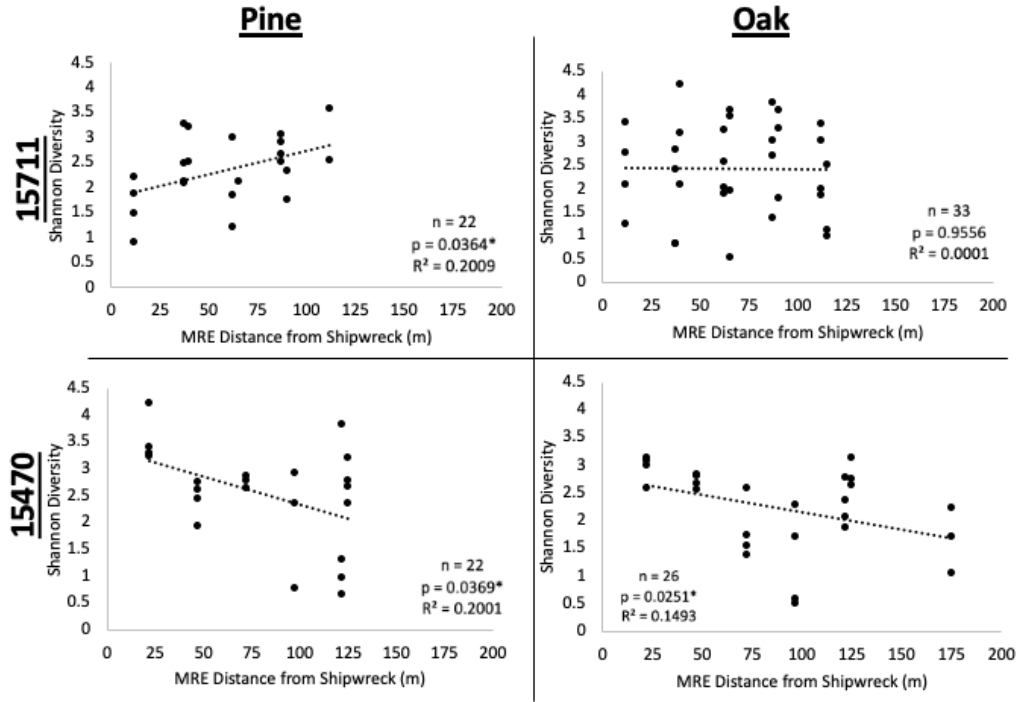 Pine
Oak
15711
Shannon Diversity
4.5
4
3.5
3
2.5
2
1.5
1
0.5
0
0 25 50 75 100 125 150 175 200
MRE Distance from Shipwreck (m)
n = 22
p = 0.0364*
R² = 0.2009
Shannon Diversity
4.5
4
3.5
3
2.5
2
1.5
1
0.5
0
0 25 50 75 100 125 150 175 200
MRE Distance from Shipwreck (m)
n = 33
p = 0.9556
R² = 0.0001
15470
Shannon Diversity
4.5
4
3.5
3
2.5
2
1.5
1
0.5
0
0 25 50 75 100 125 150 175 200
MRE Distance from Shipwreck (m)
n = 22
p = 0.0369*
R² = 0.2001
Shannon Diversity
4.5
4
3.5
3
2.5
2
1.5
1
0.5
0
0 25 50 75 100 125 150 175 200
MRE Distance from Shipwreck (m)
n = 26
p = 0.0251*
R² = 0.1493